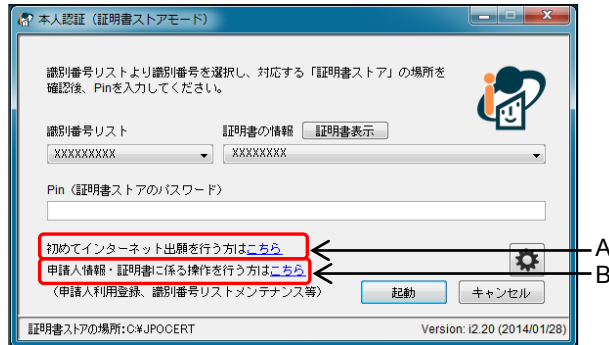 本人認証（証明書ストアモード）
識別番号リストより識別番号を選択し、対応する「証明書ストア」の場所を
確認後、Pinを入力してください。
識別番号リスト 証明書の情報 証明書表示
XXXXXXXXX XXXXXXXX
Pin（証明書ストアのパスワード）
初めてインターネット出願を行う方はこちら A
申請人情報・証明書に係る操作を行う方はこちら B
（申請人利用登録、識別番号リストメンテナンス等） 起動 キャンセル
証明書ストアの場所:C:¥JPOCERT Version: i2.20 (2014/01/28)